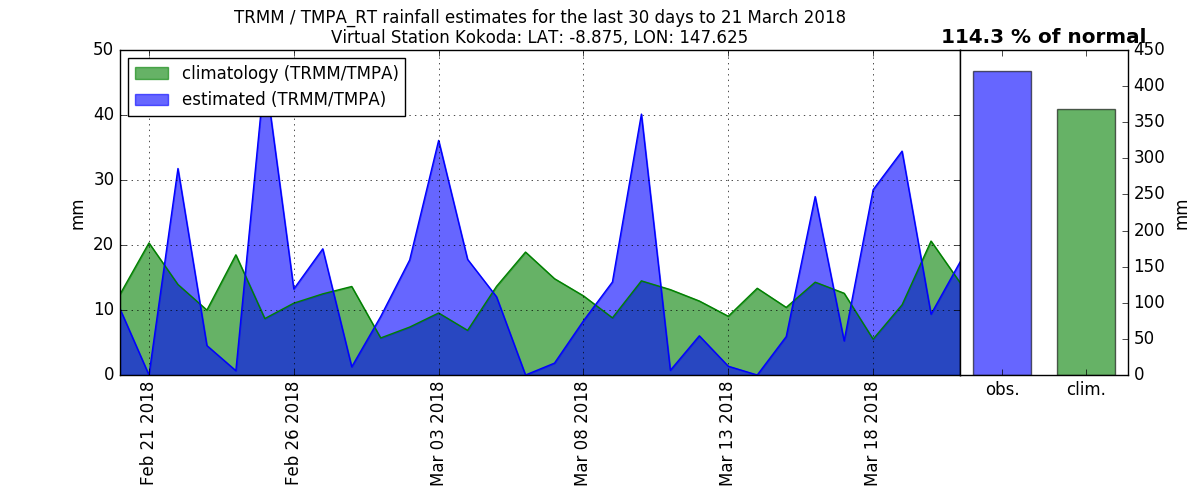 TRMM / TMPA_RT rainfall estimates for the last 30 days to 21 March 2018
Virtual Station Kokoda: LAT: -8.875, LON: 147.625
114.3 % of normal
climatology (TRMM/TMPA)
estimated (TRMM/TMPA)
mm
50
40
30
20
10
0
Feb 21 2018
Feb 26 2018
Mar 03 2018
Mar 08 2018
Mar 13 2018
Mar 18 2018
450
400
350
300
250
200
150
100
50
0
mm
obs.
clim.